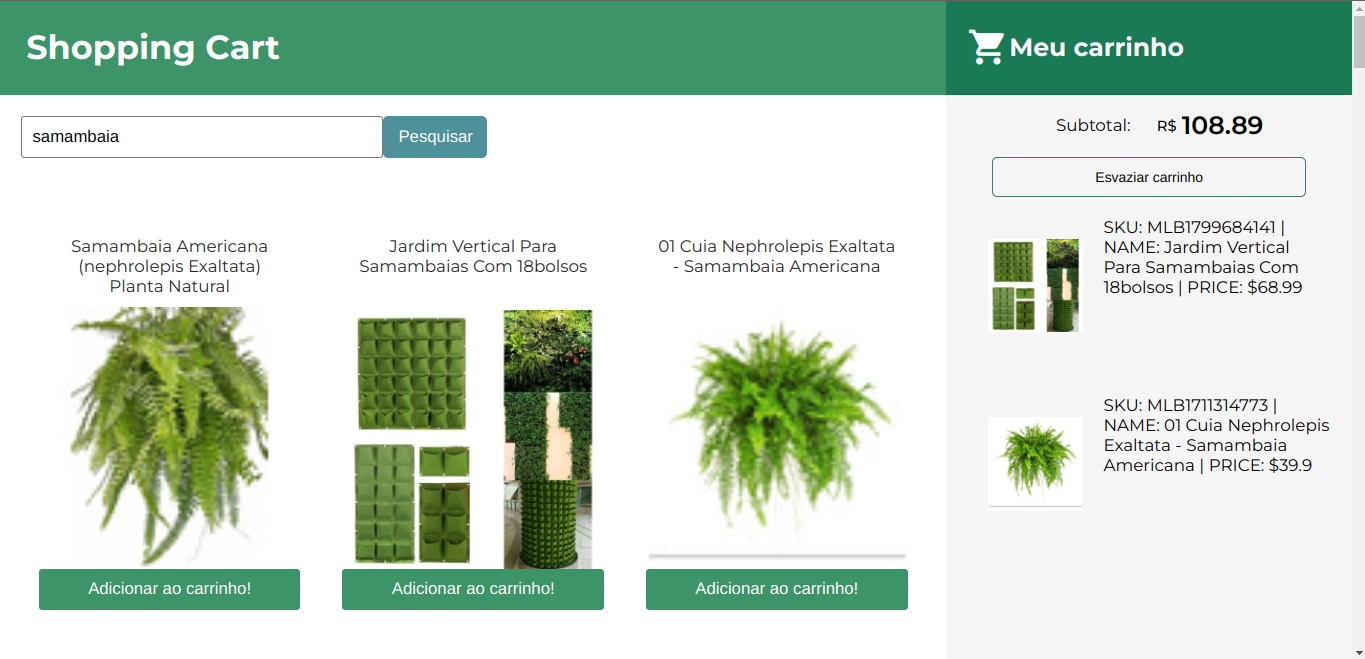 Shopping Cart
Meu carrinho
samambaia
Pesquisar
Samambaia Americana
(nephrolepis Exaltata)
Planta Natural
Adicionar ao carrinho!
Jardim Vertical Para
Samambaias Com 18bolsos
Adicionar ao carrinho!
01 Cuia Nephrolepis Exaltata
- Samambaia Americana
Adicionar ao carrinho!
Subtotal: R$ 108.89
Esvaziar carrinho
SKU: MLB1799684141 |
NAME: Jardim Vertical
Para Samambaias Com
18bolsos | PRICE: $68.99
SKU: MLB1711314773 |
NAME: 01 Cuia Nephrolepis
Exaltata - Samambaia
Americana | PRICE: $39.9